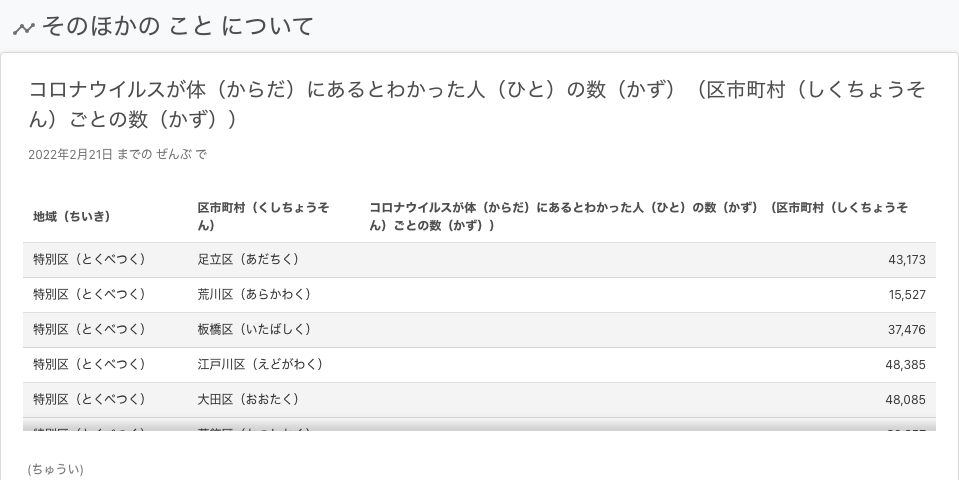 そのほかの こと について
コロナウイルスが体（からだ）にあるとわかった人（ひと）の数（かず）（区市町村（しくちょうそ
ん）ごとの数（かず））
2022年2月21日 までの ぜんぶ で
地域（ちいき）
区市町村（くしちょうそ
ん）
コロナウイルスが体（からだ）にあるとわかった人（ひと）の数（かず）（区市町村（しくちょうそ
ん）ごとの数（かず））
特別区（とくべつく） 足立区（あだちく） 43,173
特別区（とくべつく） 荒川区（あらかわく） 15,527
特別区（とくべつく） 板橋区（いたばしく） 37,476
特別区（とくべつく） 江戸川区（えどがわく） 48,385
特別区（とくべつく） 大田区（おおたく） 48,085
(ちゅうい)